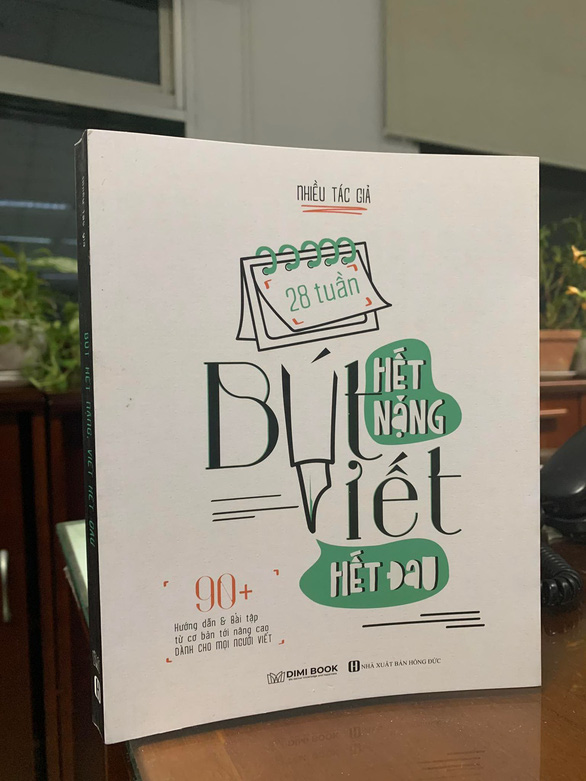 NHIỀU TÁC GIẢ
28 tuần
Bút
HẾT
NẶNG
Viết
HẾT ĐAU
90+
Hướng dẫn & Bài tập
từ cơ bản tới nâng cao
DÀNH CHO MỌI NGƯỜI VIẾT
DIMI BOOK
NHÀ XUẤT BẢN HỒNG ĐỨC
BÚT HẾT NẶNG, VIẾT HẾT ĐAU